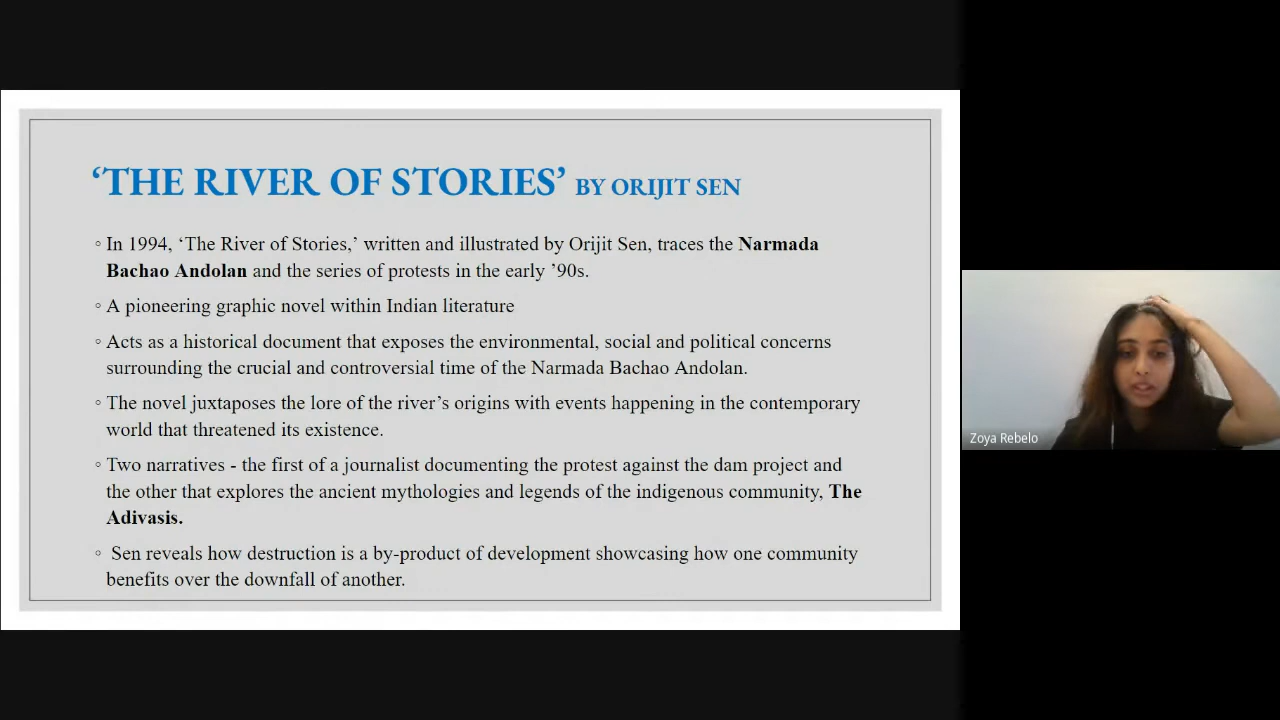 ‘THE RIVER OF STORIES’ BY ORIJIT SEN
◦ In 1994, ‘The River of Stories,’ written and illustrated by Orijit Sen, traces the Narmada
Bachao Andolan and the series of protests in the early ’90s.
◦ A pioneering graphic novel within Indian literature
◦ Acts as a historical document that exposes the environmental, social and political concerns
surrounding the crucial and controversial time of the Narmada Bachao Andolan.
◦ The novel juxtaposes the lore of the river’s origins with events happening in the contemporary
world that threatened its existence.
◦ Two narratives - the first of a journalist documenting the protest against the dam project and
the other that explores the ancient mythologies and legends of the indigenous community, The
Adivasis.
◦ Sen reveals how destruction is a by-product of development showcasing how one community
benefits over the downfall of another.
Zoya Rebelo